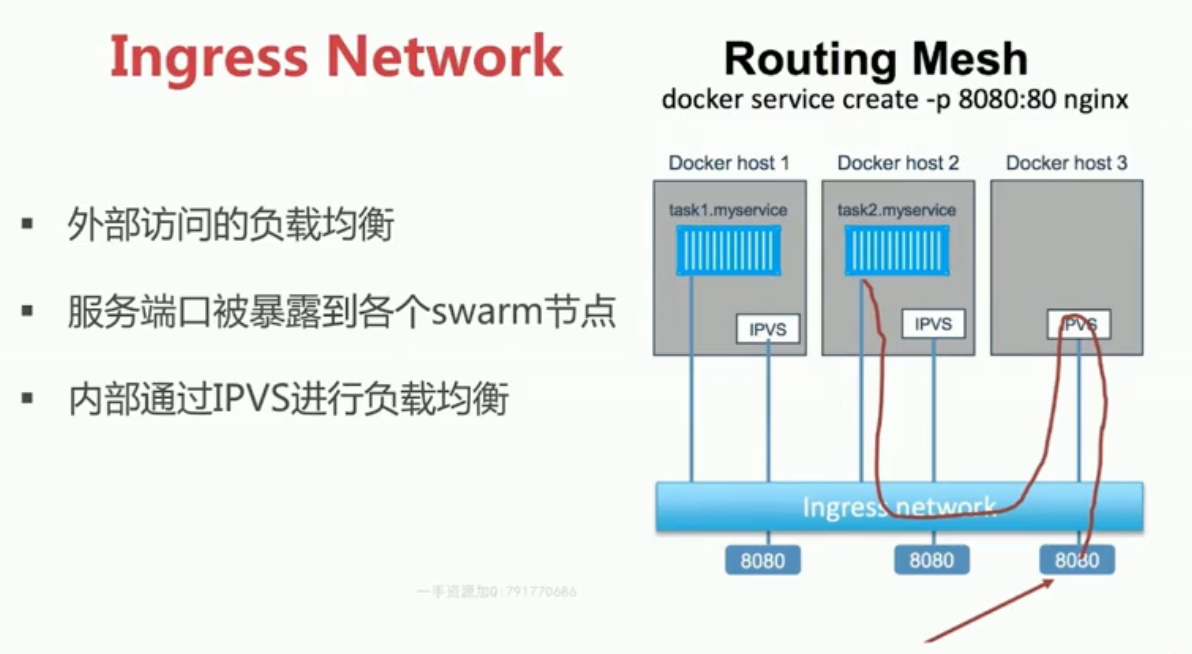 Ingress Network
▪ 外部访问的负载均衡
▪ 服务端口被暴露到各个swarm节点
▪ 内部通过IPVS进行负载均衡
Routing Mesh
docker service create -p 8080:80 nginx
Docker host 1
Docker host 2
Docker host 3
task1.myservice
task2.myservice
IPVS
IPVS
IPVS
Ingress network
8080
8080
8080
一手资源加Q:791770686